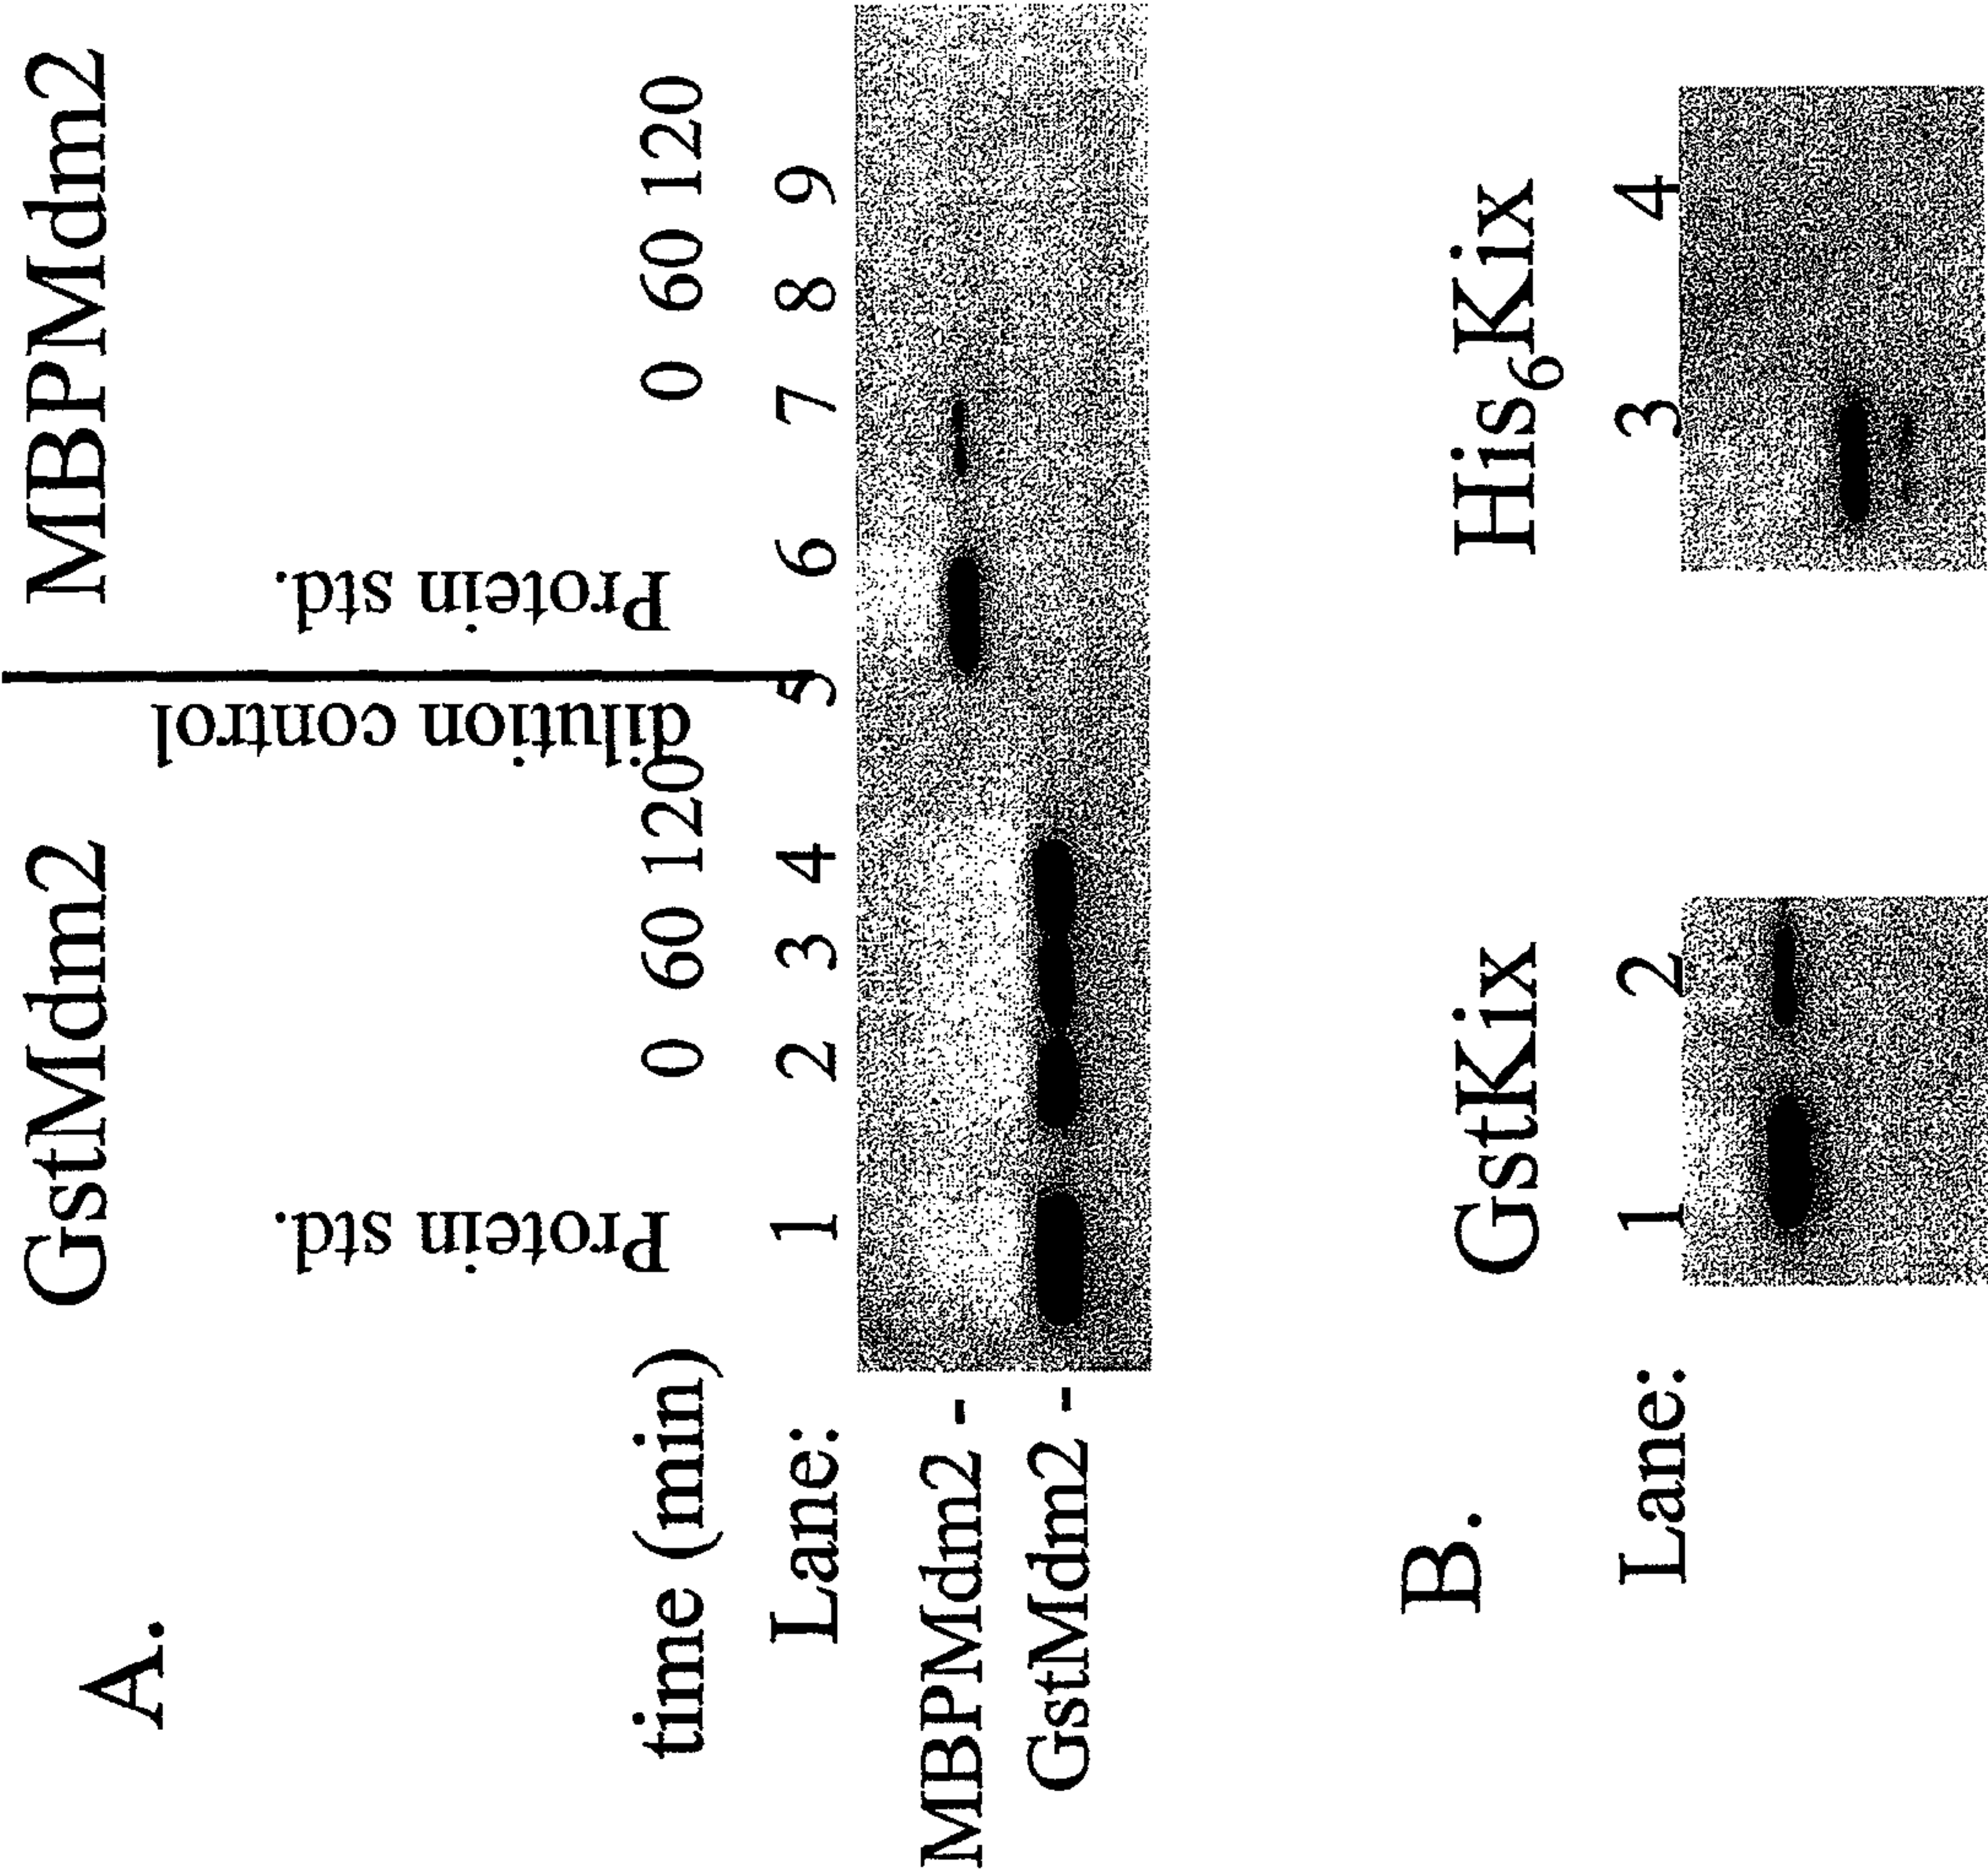 A.
GstMdm2 MBPMdm2
Protein std. dilution control Protein std.
time (min) 0 60 120 0 60 120
Lane: 1 2 3 4 5 6 7 8 9
MBPMdm2 -
GstMdm2 -
B.
GstKix His6Kix
Lane: 1 2 3 4